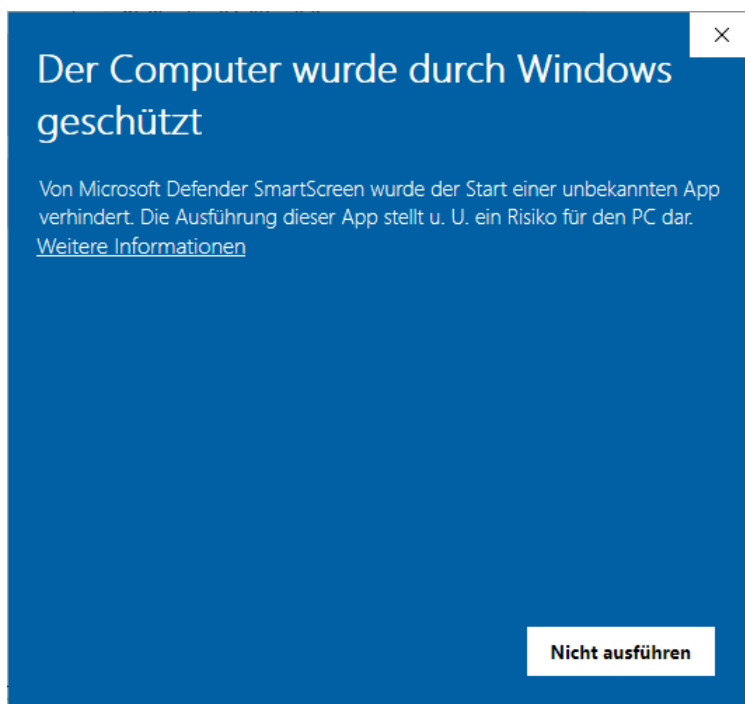 Der Computer wurde durch Windows
geschützt
Von Microsoft Defender SmartScreen wurde der Start einer unbekannten App
verhindert. Die Ausführung dieser App stellt u. U. ein Risiko für den PC dar.
Weitere Informationen
Nicht ausführen